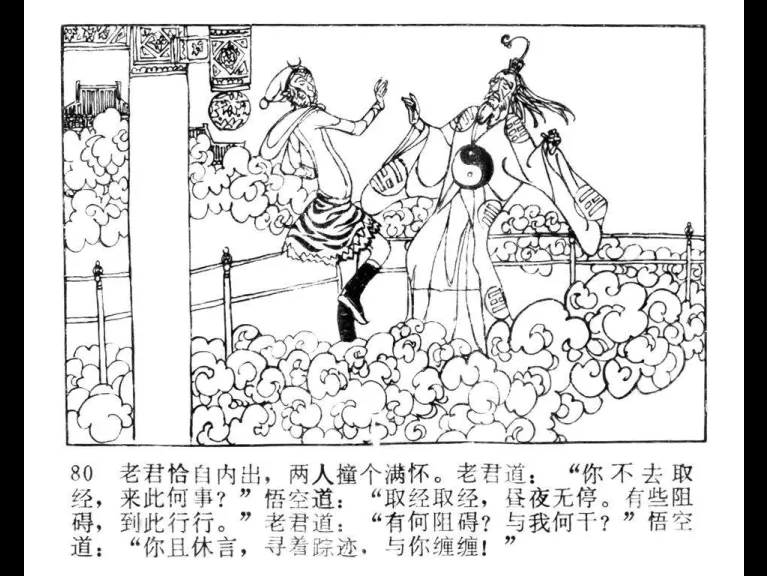 80 老君恰自内出，两人撞个满怀。老君道：“你不去取
经，来此何事？”悟空道：“取经取经，昼夜无停。有些阻
碍，到此行行。”老君道：“有何阻碍？与我何干？”悟空
道：“你且休言，寻着踪迹，与你缠缠！”